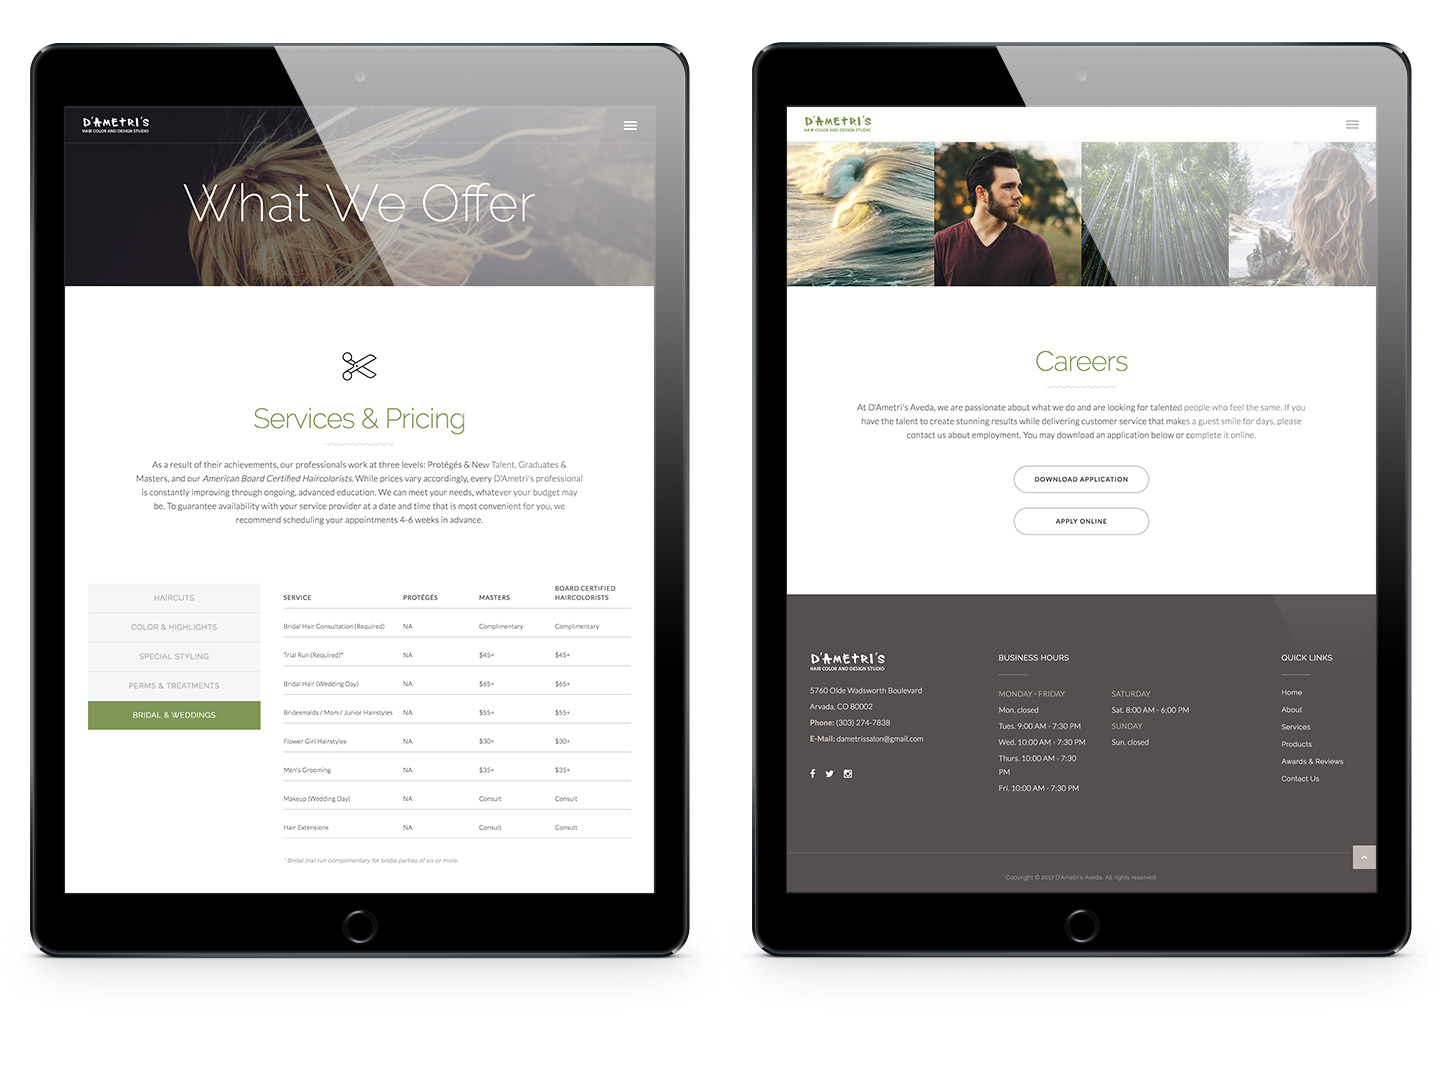 D'AMETRI'S
HAIR COLOR AND DESIGN STUDIO
What We Offer
Services & Pricing
As a result of their achievements, our professionals work at three levels: Protégés & New Talent, Graduates &
Masters, and our American Board Certified Haircolorists. While prices vary accordingly, every D'Ametri's professional
is constantly improving through ongoing, advanced education. We can meet your needs, whatever your budget may
be. To guarantee availability with your service provider at a date and time that is most convenient for you, we
recommend scheduling your appointments 4-6 weeks in advance.
HAIRCUTS
COLOR & HIGHLIGHTS
SPECIAL STYLING
PERMS & TREATMENTS
BRIDAL & WEDDINGS
SERVICE PROTÉGÉS MASTERS BOARD CERTIFIED
HAIRCOLORISTS
Bridal Hair Consultation (Required) NA Complimentary Complimentary
Trial Run (Required)* NA $45+ $45+
Bridal Hair (Wedding Day) NA $65+ $65+
Bridesmaids / Mom / Junior Hairstyles NA $55+ $55+
Flower Girl Hairstyles NA $30+ $30+
Men's Grooming NA $35+ $35+
Makeup (Wedding Day) NA Consult Consult
Hair Extensions NA Consult Consult
* Bridal trial run complimentary for bridal parties of six or more.
D'AMETRI'S
HAIR COLOR AND DESIGN STUDIO
Careers
At D'Ametri's Aveda, we are passionate about what we do and are looking for talented people who feel the same. If you
have the talent to create stunning results while delivering customer service that makes a guest smile for days, please
contact us about employment. You may download an application below or complete it online.
DOWNLOAD APPLICATION
APPLY ONLINE
D'AMETRI'S
HAIR COLOR AND DESIGN STUDIO
5760 Olde Wadsworth Boulevard
Arvada, CO 80002
Phone: (303) 274-7838
E-Mail: dametrissalon@gmail.com
BUSINESS HOURS
MONDAY - FRIDAY
Mon. closed
Tues. 9:00 AM - 7:30 PM
Wed. 10:00 AM - 7:30 PM
Thurs. 10:00 AM - 7:30
PM
Fri. 10:00 AM - 7:30 PM
SATURDAY
Sat. 8:00 AM - 6:00 PM
SUNDAY
Sun. closed
QUICK LINKS
Home
About
Services
Products
Awards & Reviews
Contact Us
Copyright © 2017 D'Ametri's Aveda. All rights reserved.